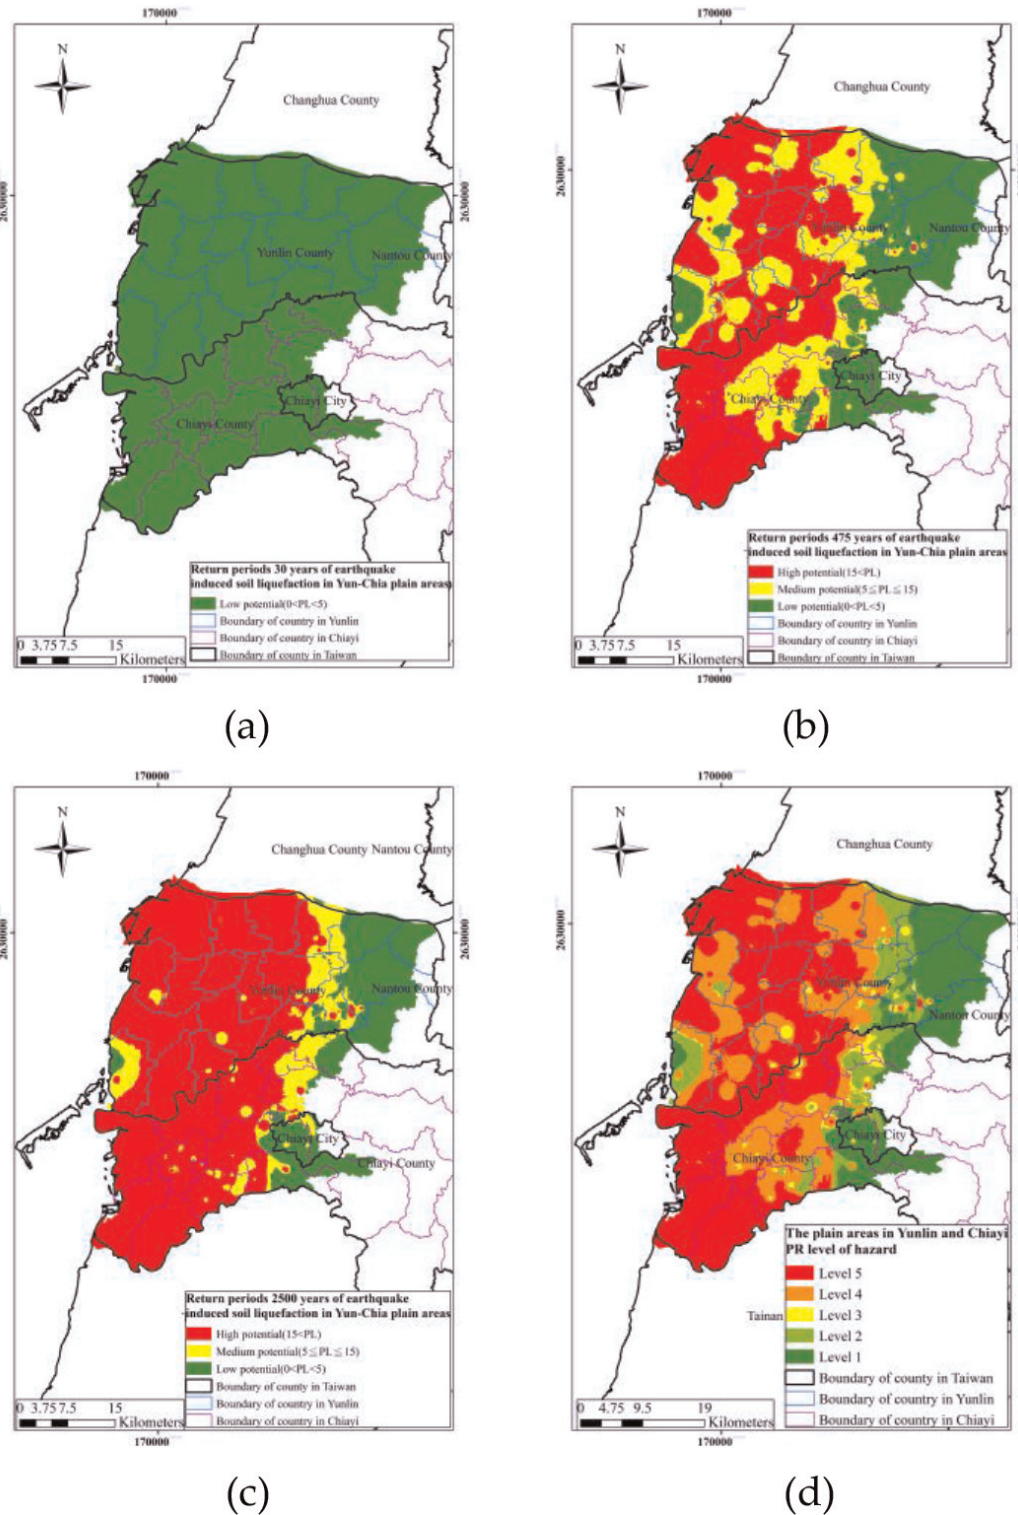 170000
N
Changhua County
2630000
2630000
Yunlin County
Nantou County
Chiayi City
Chiayi County
Return periods 30 years of earthquake
induced soil liquefaction in Yun-Chia plain areas
Low potential(0<PL<5)
Boundary of country in Yunlin
Boundary of country in Chiayi
Boundary of county in Taiwan
0 3.75 7.5 15
Kilometers
170000
(a)
170000
N
Changhua County
2630000
2630000
Yunlin County
Nantou County
Chiayi City
Chiayi County
Return periods 475 years of earthquake
induced soil liquefaction in Yun-Chia plain areas
High potential(15<PL)
Medium potential(5≦PL≦15)
Low potential(0<PL<5)
Boundary of country in Yunlin
Boundary of country in Chiayi
Boundary of county in Taiwan
0 3.75 7.5 15
Kilometers
170000
(b)
170000
N
Changhua County Nantou County
2630000
2630000
Yunlin County
Nantou County
Chiayi City
Chiayi County
Return periods 2500 years of earthquake
induced soil liquefaction in Yun-Chia plain areas
High potential(15<PL)
Medium potential(5≦PL≦15)
Low potential(0<PL<5)
Boundary of county in Taiwan
Boundary of country in Yunlin
Boundary of country in Chiayi
0 3.75 7.5 15
Kilometers
170000
(c)
170000
N
Changhua County
2630000
Yunlin County
Nantou County
Chiayi City
Chiayi County
Tainan
The plain areas in Yunlin and Chiayi
PR level of hazard
Level 5
Level 4
Level 3
Level 2
Level 1
Boundary of county in Taiwan
Boundary of country in Yunlin
Boundary of country in Chiayi
0 4.75 9.5 19
Kilometers
170000
(d)